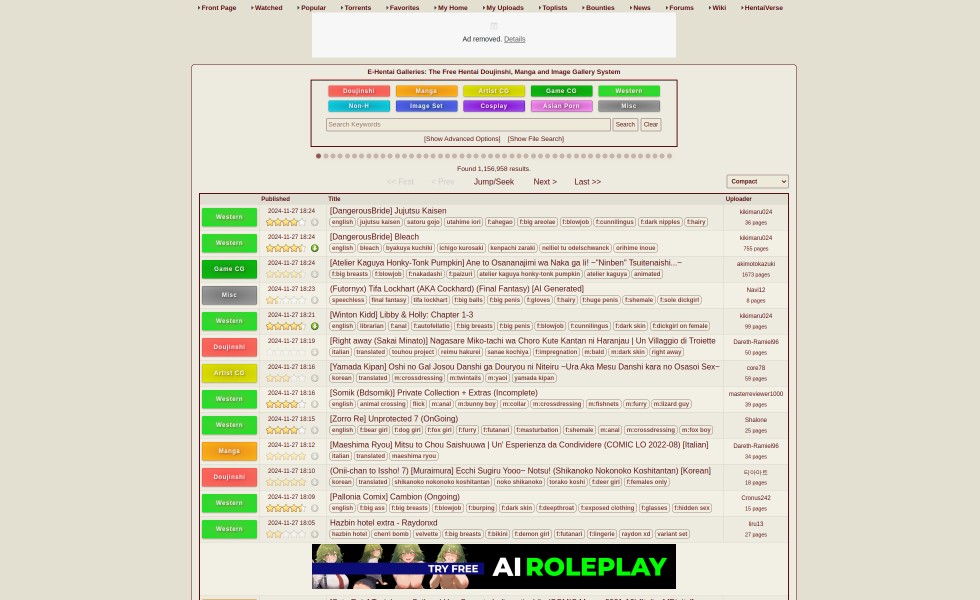 Front Page Watched Popular Torrents Favorites My Home My Uploads Toplists Bounties News Forums Wiki HentaiVerse
Ad removed. Details
E-Hentai Galleries: The Free Hentai Doujinshi, Manga and Image Gallery System
Doujinshi Manga Artist CG Game CG Western
Non-H Image Set Cosplay Asian Porn Misc
Search Keywords Search Clear
[Show Advanced Options] [Show File Search]
Found 1,156,958 results.
<< First < Prev Jump/Seek Next > Last >> Compact
Published Title Uploader
Western 2024-11-27 18:24 [DangerousBride] Jujutsu Kaisen kikimaru024
english jujutsu kaisen satoru gojo utahime iori f:ahegao f:big areolae f:blowjob f:cunnilingus f:dark nipples f:hairy 36 pages
Western 2024-11-27 18:24 [DangerousBride] Bleach kikimaru024
english bleach byakuya kuchiki ichigo kurosaki kenpachi zaraki nelliel tu odelschwanck orihime inoue 755 pages
Game CG 2024-11-27 18:24 [Atelier Kaguya Honky-Tonk Pumpkin] Ane to Osananajimi wa Naka ga Ii! ~"Ninben" Tsuitenaishi...~ akimotokazuki
f:big breasts f:blowjob f:nakadashi f:paizuri atelier kaguya honky-tonk pumpkin atelier kaguya animated 1673 pages
Misc 2024-11-27 18:23 (Futornyx) Tifa Lockhart (AKA Cockhard) (Final Fantasy) [AI Generated] Navi12
speechless final fantasy tifa lockhart f:big balls f:big penis f:gloves f:hairy f:huge penis f:shemale f:sole dickgirl 8 pages
Western 2024-11-27 18:21 [Winton Kidd] Libby & Holly: Chapter 1-3 kikimaru024
english librarian f:anal f:autofellatio f:big breasts f:big penis f:blowjob f:cunnilingus f:dark skin f:dickgirl on female 99 pages
Doujinshi 2024-11-27 18:19 [Right away (Sakai Minato)] Nagasare Miko-tachi wa Choro Kute Kantan ni Haranjau | Un Villaggio di Troiette Dareth-Ramiel96
italian translated touhou project reimu hakurei sanae kochiya f:impregnation m:bald m:dark skin right away 50 pages
Artist CG 2024-11-27 18:16 [Yamada Kipan] Oshi no Gal Josou Danshi ga Douryou ni Niteiru ~Ura Aka Mesu Danshi kara no Osasoi Sex~ core78
korean translated m:crossdressing m:twintails m:yaoi yamada kipan 59 pages
Western 2024-11-27 18:16 [Somik (Bdsomik)] Private Collection + Extras (Incomplete) masterreviewer1000
english animal crossing flick m:anal m:bunny boy m:collar m:crossdressing m:fishnets m:furry m:lizard guy 39 pages
Western 2024-11-27 18:15 [Zorro Re] Unprotected 7 (OnGoing) Shalone
english f:bear girl f:dog girl f:fox girl f:furry f:futanari f:masturbation f:shemale m:anal m:crossdressing m:fox boy 25 pages
Manga 2024-11-27 18:12 [Maeshima Ryou] Mitsu to Chou Saishuuwa | Un' Esperienza da Condividere (COMIC LO 2022-08) [Italian] Dareth-Ramiel96
italian translated maeshima ryou 34 pages
Doujinshi 2024-11-27 18:10 (Onii-chan to Issho! 7) [Muraimura] Ecchi Sugiru Yooo~ Notsu! (Shikanoko Nokonoko Koshitantan) [Korean] 티아마트
korean translated shikanoko nokonoko koshitantan noko shikanoko torako koshi f:deer girl f:females only 18 pages
Western 2024-11-27 18:09 [Pallonia Comix] Cambion (Ongoing) Cronus242
english f:big ass f:big breasts f:blowjob f:burping f:dark skin f:deepthroat f:exposed clothing f:glasses f:hidden sex 15 pages
Western 2024-11-27 18:05 Hazbin hotel extra - Raydonxd liru13
hazbin hotel cherri bomb velvette f:big breasts f:bikini f:demon girl f:futanari f:lingerie raydon xd variant set 27 pages
TRY FREE AI ROLEPLAY